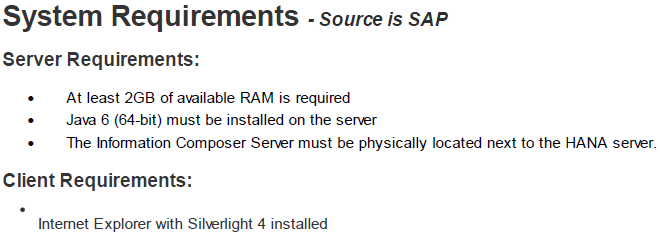 System Requirements - Source is SAP
Server Requirements:
• At least 2GB of available RAM is required
• Java 6 (64-bit) must be installed on the server
• The Information Composer Server must be physically located next to the HANA server.
Client Requirements:
• Internet Explorer with Silverlight 4 installed